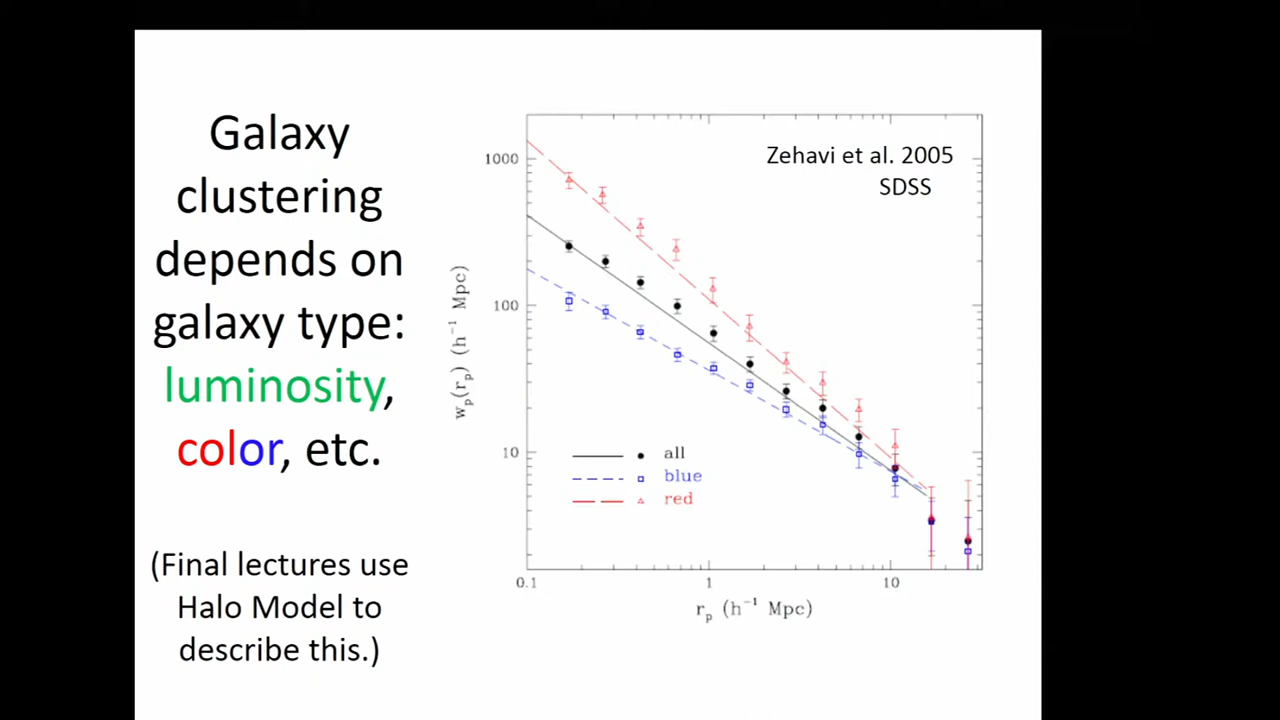 Galaxy
clustering
depends on
galaxy type:
luminosity,
color, etc.
(Final lectures use
Halo Model to
describe this.)
Zehavi et al. 2005
SDSS
1000
100
10
w_p(r_p) (h⁻¹ Mpc)
all
blue
red
0.1
1
10
r_p (h⁻¹ Mpc)